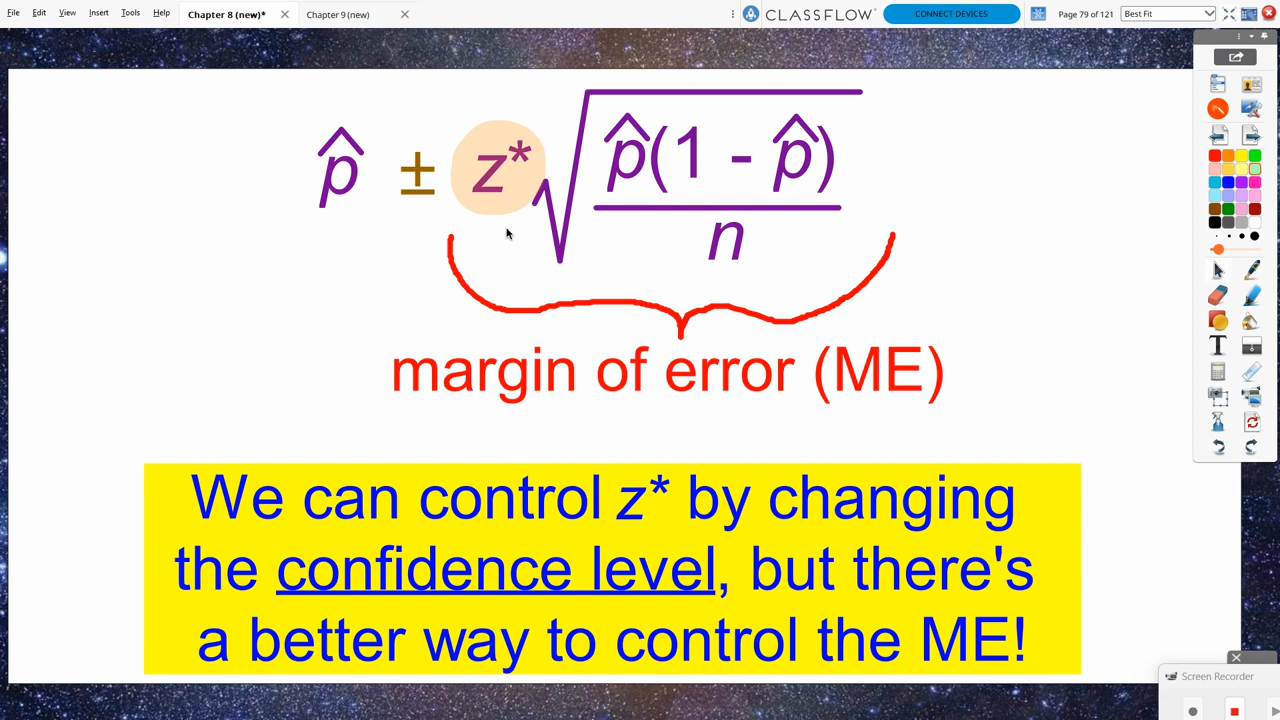 File Edit View Insert Tools Help Chapter 8 (new)* Chapter 9 (new) CLASSFLOW CONNECT DEVICES Page 79 of 121 Best Fit
p̂ ± z* √(p̂(1 - p̂)/n)
margin of error (ME)
We can control z* by changing
the confidence level, but there's
a better way to control the ME!
Screen Recorder